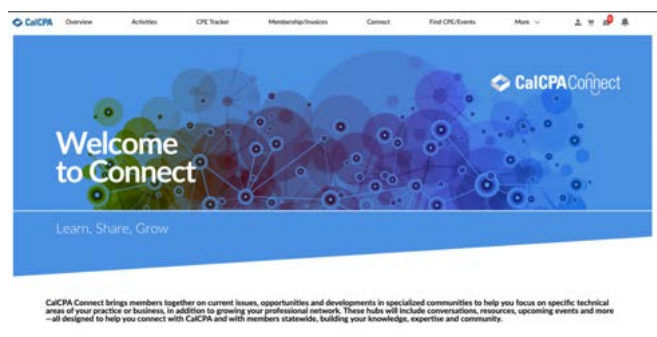 CalCPA Overview Activities CPE Tracker Membership/Invoices Connect Find CPE/Events More
CalCPAConnect
Welcome
to Connect
Learn, Share, Grow
CalCPA Connect brings members together on current issues, opportunities and developments in specialized communities to help you focus on specific technical
areas of your practice or business, in addition to growing your professional network. These hubs will include conversations, resources, upcoming events and more
—all designed to help you connect with CalCPA and with members statewide, building your knowledge, expertise and community.